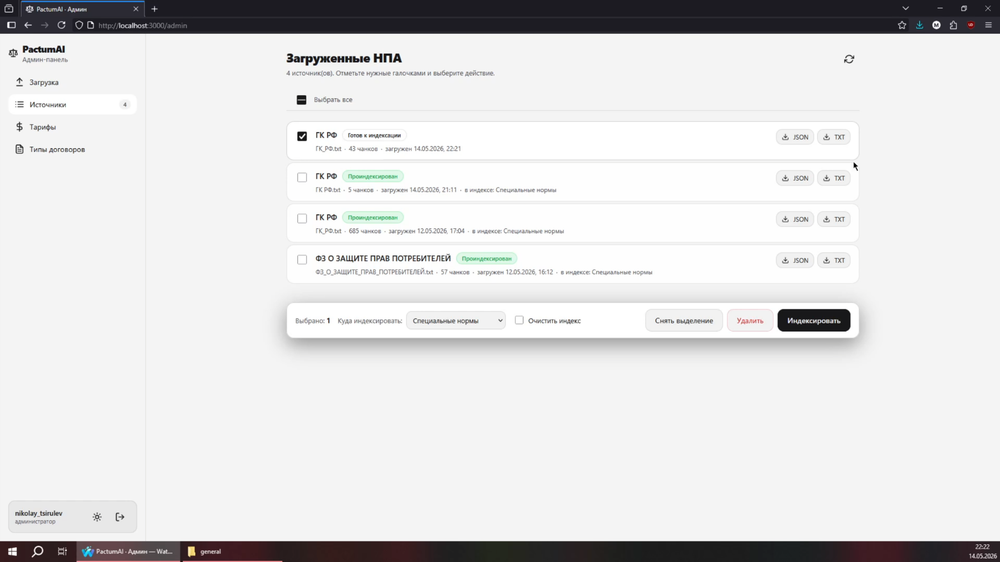 PactumAI · Админ
http://localhost:3000/admin
PactumAI
Админ-панель
Загрузка
Источники 4
Тарифы
Типы договоров
nikolay_tsirulev
администратор
Загруженные НПА
4 источник(ов). Отметьте нужные галочками и выберите действие.
Выбрать все
ГК РФ Готов к индексации JSON TXT
ГК_РФ.txt · 43 чанков · загружен 14.05.2026, 22:21
ГК РФ Проиндексирован JSON TXT
ГК РФ.txt · 5 чанков · загружен 14.05.2026, 21:11 · в индексе: Специальные нормы
ГК РФ Проиндексирован JSON TXT
ГК_РФ.txt · 685 чанков · загружен 12.05.2026, 17:04 · в индексе: Специальные нормы
ФЗ О ЗАЩИТЕ ПРАВ ПОТРЕБИТЕЛЕЙ Проиндексирован JSON TXT
ФЗ_О_ЗАЩИТЕ_ПРАВ_ПОТРЕБИТЕЛЕЙ.txt · 57 чанков · загружен 12.05.2026, 16:12 · в индексе: Специальные нормы
Выбрано: 1 Куда индексировать: Специальные нормы Очистить индекс Снять выделение Удалить Индексировать
PactumAI · Админ — Wat... general
22:22
14.05.2026